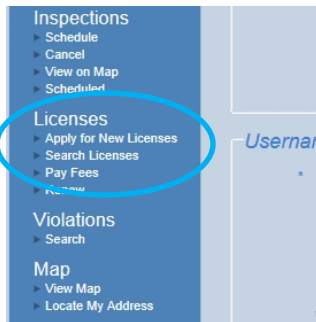 Inspections
Schedule
Cancel
View on Map
Scheduled
Licenses
Apply for New Licenses
Search Licenses
Pay Fees
Renew
Violations
Search
Map
View Map
Locate My Address
Usernam
*